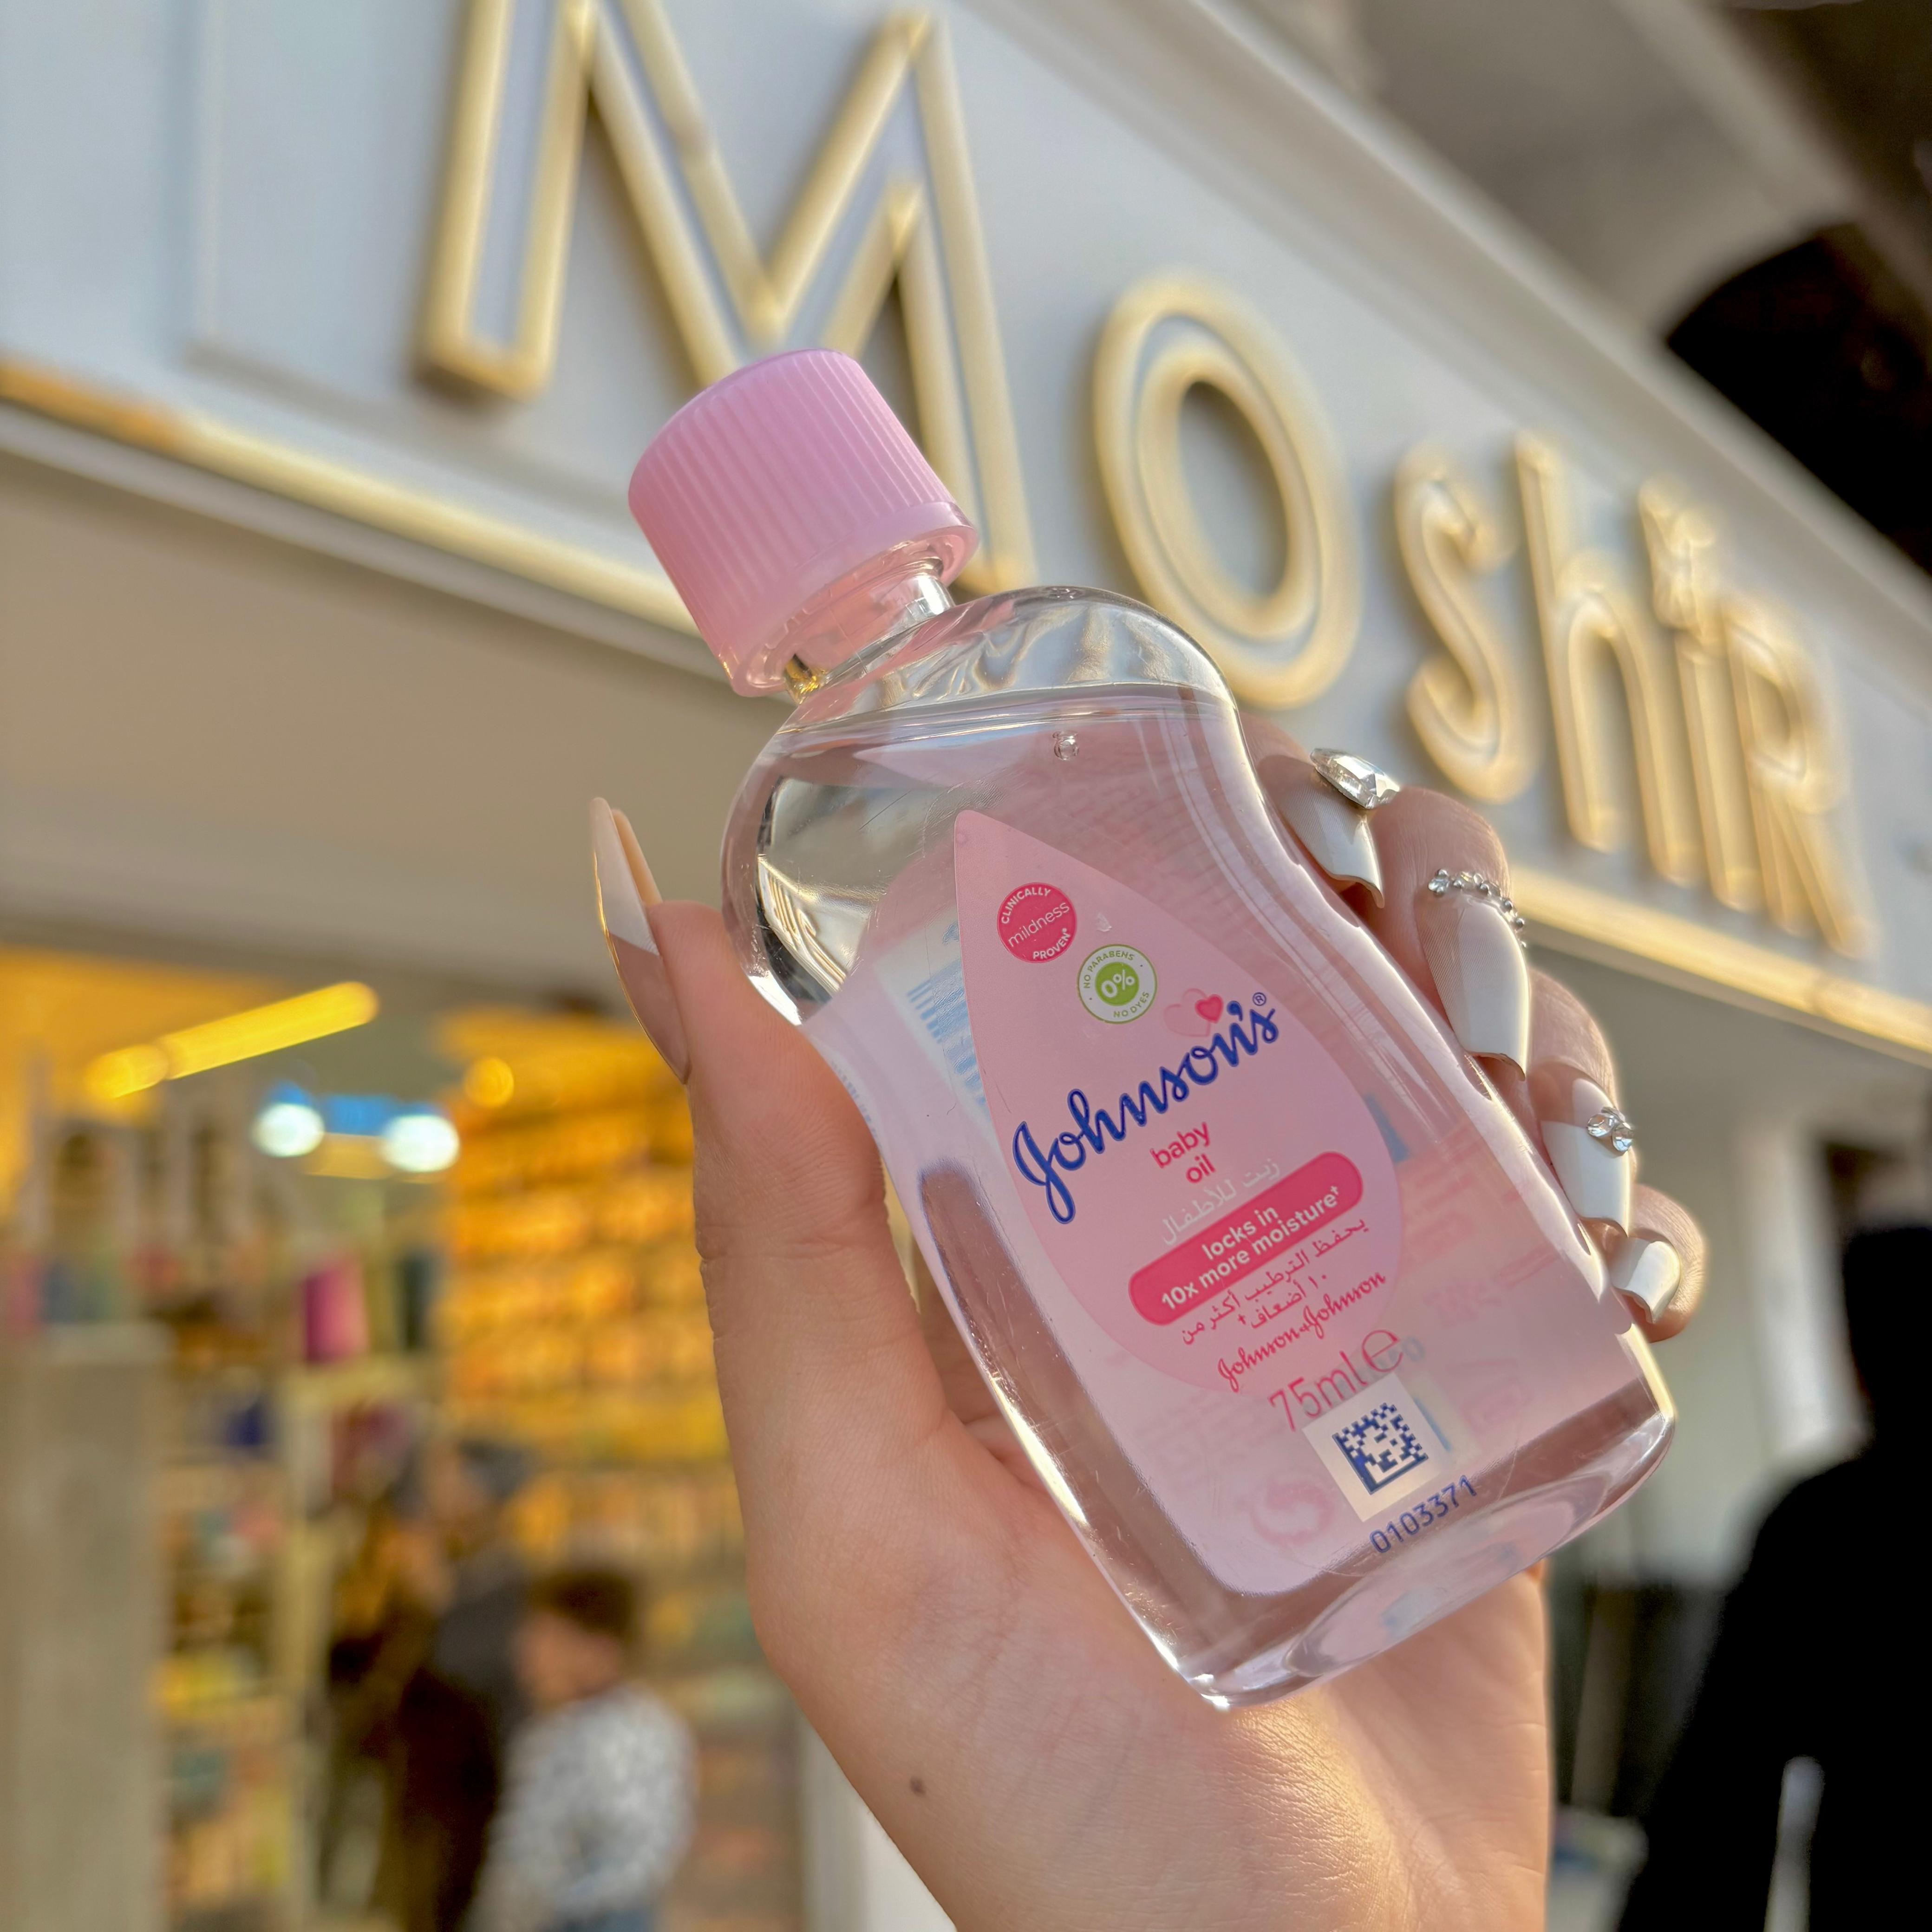 MoshiR
CLINICALLY
mildness
PROVEN®
NO PARABENS
0%
NO DYES
Johnson's®
baby
oil
زيت للأطفال
locks in
10x more moisture†
يحفظ الترطيب أكثر من
١٠ أضعاف†
Johnson & Johnson
75ml e
0103371